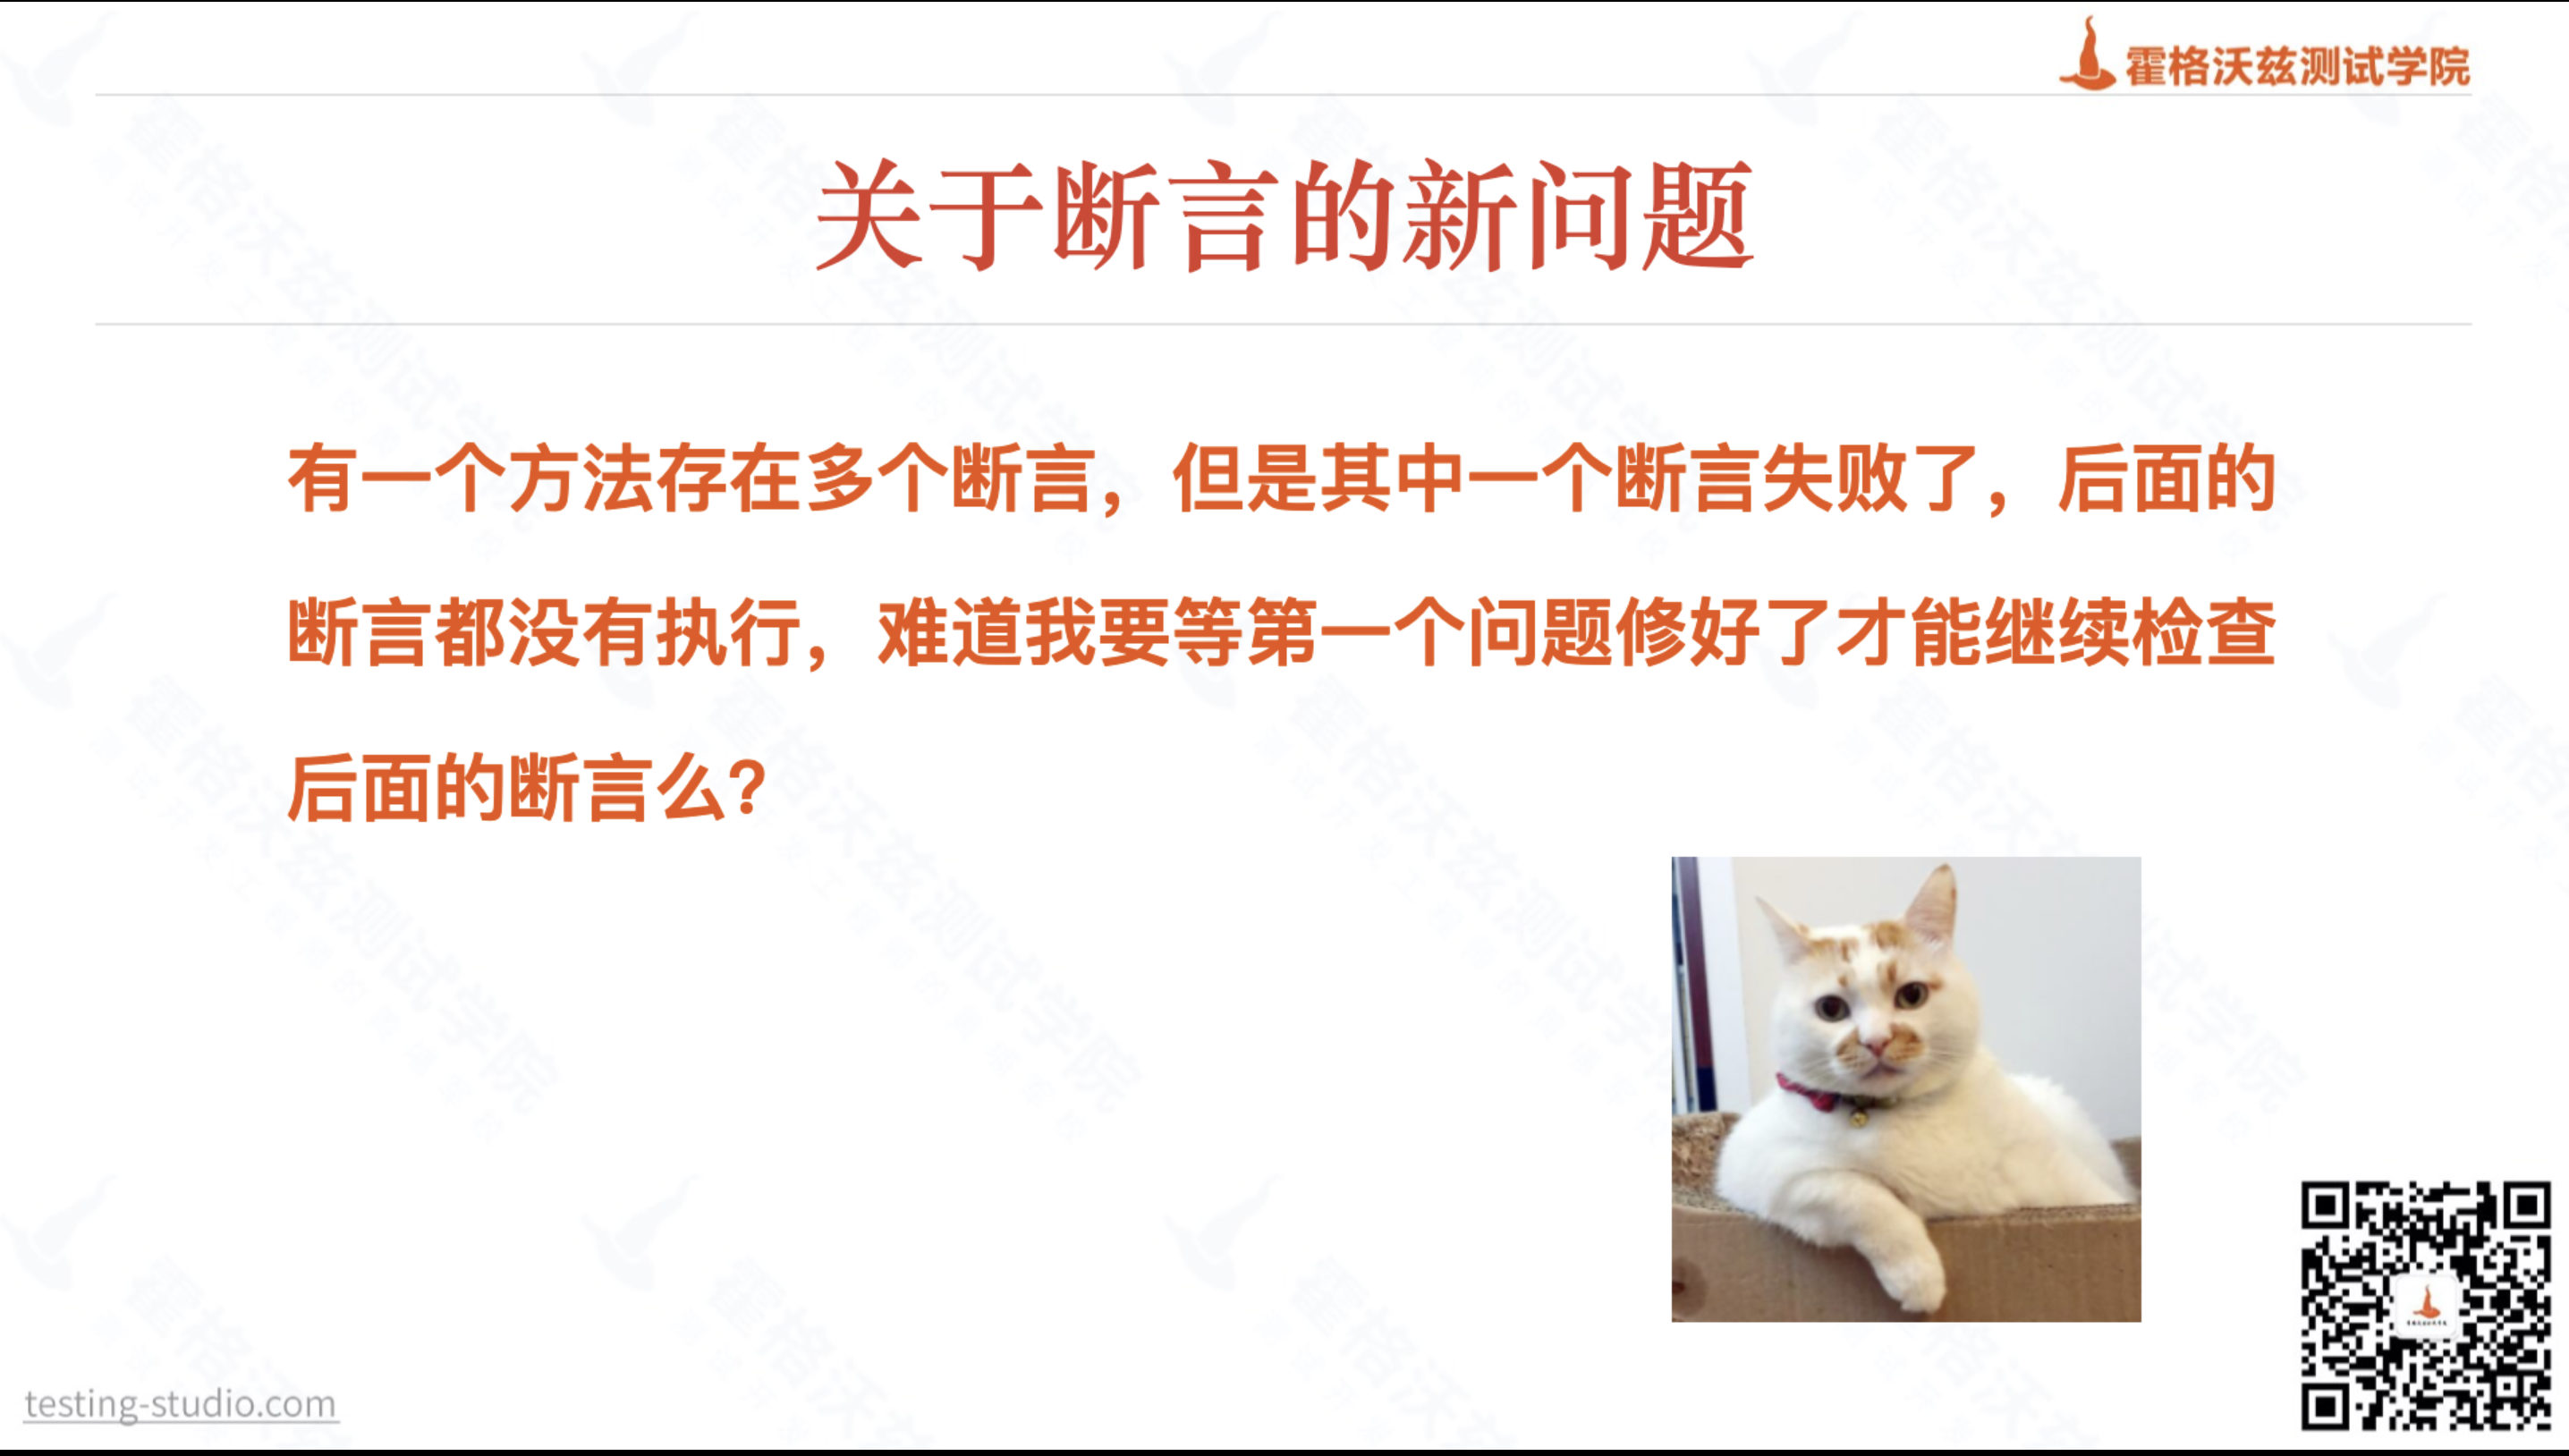 霍格沃兹测试学院
关于断言的新问题
有一个方法存在多个断言，但是其中一个断言失败了，后面的
断言都没有执行，难道我要等第一个问题修好了才能继续检查
后面的断言么？
testing-studio.com